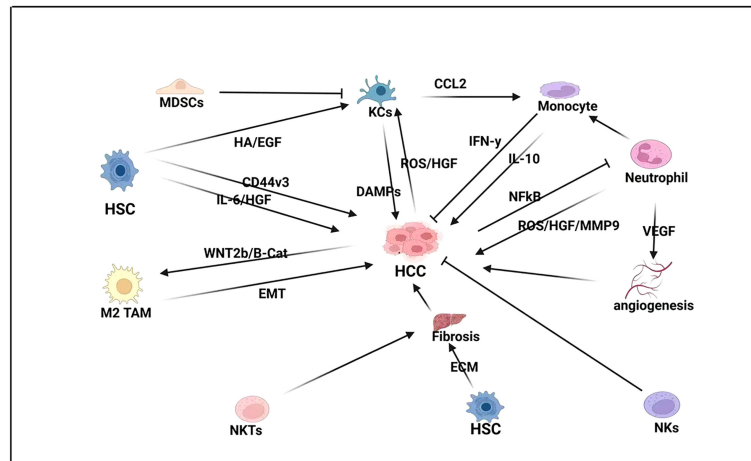 MDSCs
KCs
CCL2
Monocyte
HA/EGF
ROS/HGF
IFN-y
IL-10
Neutrophil
HSC
CD44v3
IL-6/HGF
DAMPs
NFkB
ROS/HGF/MMP9
VEGF
WNT2b/B-Cat
HCC
M2 TAM
EMT
angiogenesis
Fibrosis
ECM
NKTs
HSC
NKs